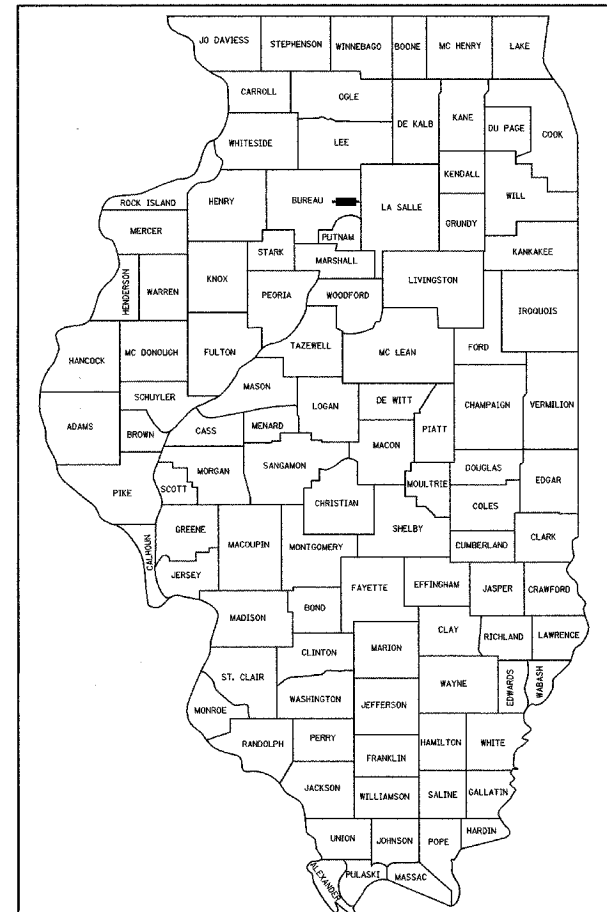 JO DAVIESS
STEPHENSON
WINNEBAGO
BOONE
MC HENRY
LAKE
CARROLL
OGLE
DE KALB
KANE
DU PAGE
COOK
WHITESIDE
LEE
KENDALL
WILL
ROCK ISLAND
HENRY
BUREAU
LA SALLE
GRUNDY
MERCER
PUTNAM
STARK
MARSHALL
KANKAKEE
HENDERSON
WARREN
KNOX
PEORIA
WOODFORD
LIVINGSTON
IROQUOIS
HANCOCK
MC DONOUGH
FULTON
TAZEWELL
MC LEAN
FORD
MASON
SCHUYLER
LOGAN
DE WITT
CHAMPAIGN
VERMILION
ADAMS
BROWN
CASS
MENARD
MACON
PIATT
MORGAN
SANGAMON
DOUGLAS
EDGAR
PIKE
SCOTT
CHRISTIAN
MOULTRIE
COLES
GREENE
MACOUPIN
MONTGOMERY
SHELBY
CUMBERLAND
CLARK
CALHOUN
JERSEY
FAYETTE
EFFINGHAM
JASPER
CRAWFORD
MADISON
BOND
CLAY
RICHLAND
LAWRENCE
CLINTON
MARION
ST. CLAIR
WAYNE
EDWARDS
WABASH
WASHINGTON
MONROE
JEFFERSON
RANDOLPH
PERRY
HAMILTON
WHITE
FRANKLIN
JACKSON
WILLIAMSON
SALINE
GALLATIN
UNION
JOHNSON
POPE
HARDIN
ALEXANDER
PULASKI
MASSAC